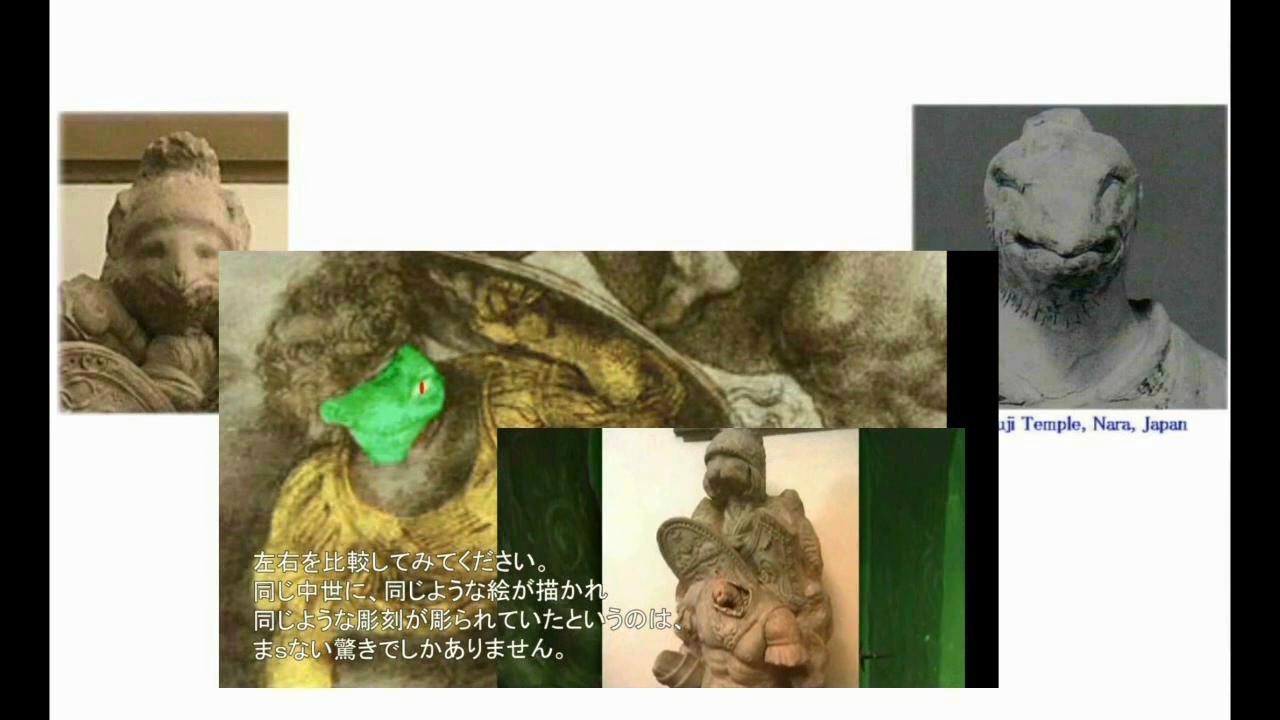 uji Temple, Nara, Japan
左右を比較してみてください。
同じ中世に、同じような絵が描かれ
同じような彫刻が彫られていたというのは、
まsない驚きでしかありません。